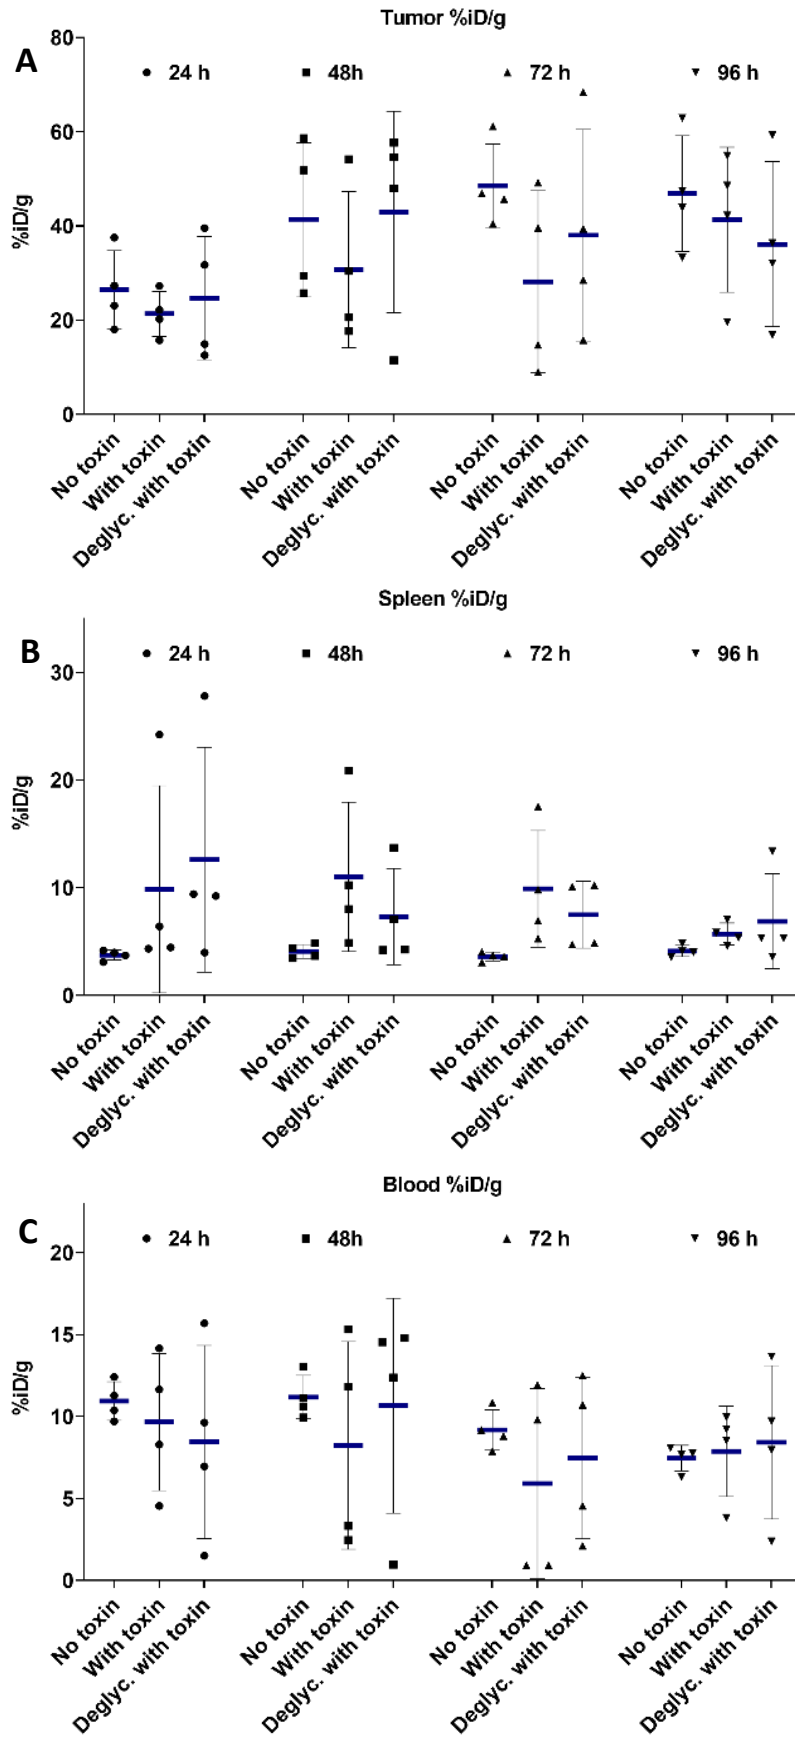 Tumor %iD/g
A
80
60
40
20
0
%iD/g
24 h
48h
72 h
96 h
No toxin
With toxin
Deglyc. with toxin
No toxin
With toxin
Deglyc. with toxin
No toxin
With toxin
Deglyc. with toxin
No toxin
With toxin
Deglyc. with toxin
Spleen %iD/g
B
30
20
10
0
%iD/g
24 h
48h
72 h
96 h
No toxin
With toxin
Deglyc. with toxin
No toxin
With toxin
Deglyc. with toxin
No toxin
With toxin
Deglyc. with toxin
No toxin
With toxin
Deglyc. with toxin
Blood %iD/g
C
20
15
10
5
0
%iD/g
24 h
48h
72 h
96 h
No toxin
With toxin
Deglyc. with toxin
No toxin
With toxin
Deglyc. with toxin
No toxin
With toxin
Deglyc. with toxin
No toxin
With toxin
Deglyc. with toxin